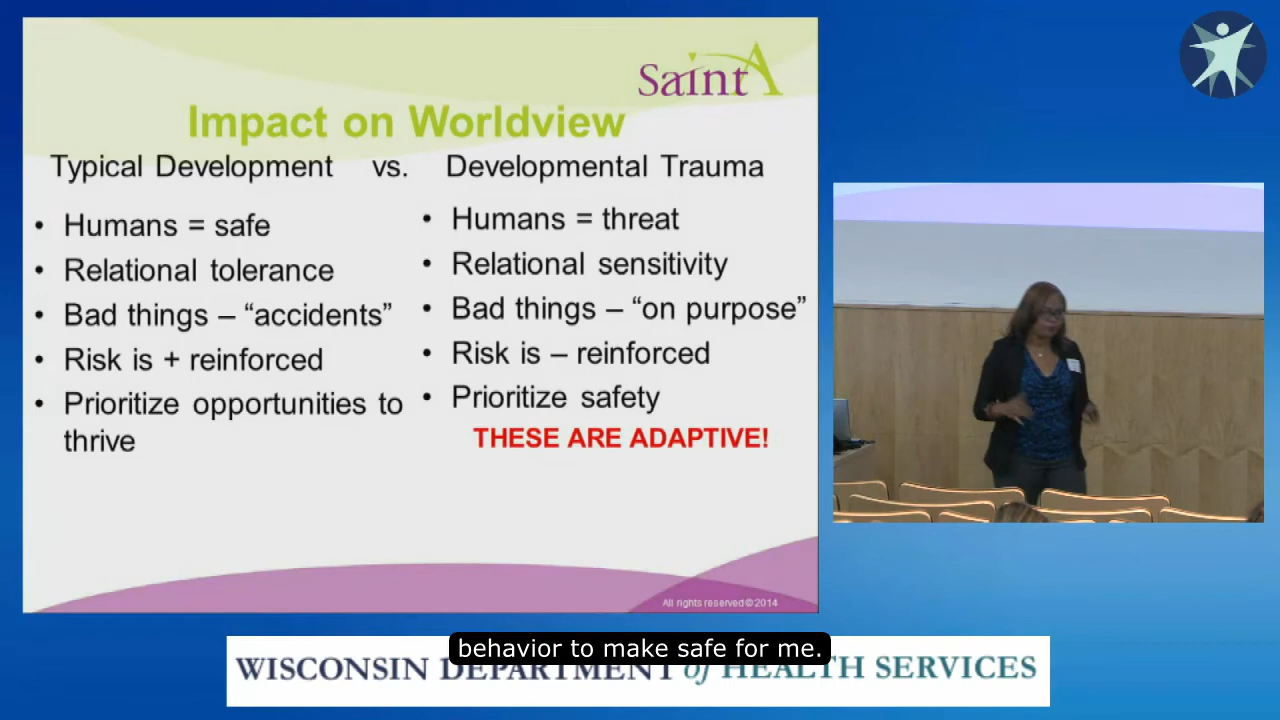 SaintA
Impact on Worldview
Typical Development vs. Developmental Trauma
• Humans = safe
• Relational tolerance
• Bad things – “accidents”
• Risk is + reinforced
• Prioritize opportunities to
thrive
• Humans = threat
• Relational sensitivity
• Bad things – “on purpose”
• Risk is – reinforced
• Prioritize safety
THESE ARE ADAPTIVE!
All rights reserved©2014
behavior to make safe for me.
WISCONSIN DEPARTMENT of HEALTH SERVICES